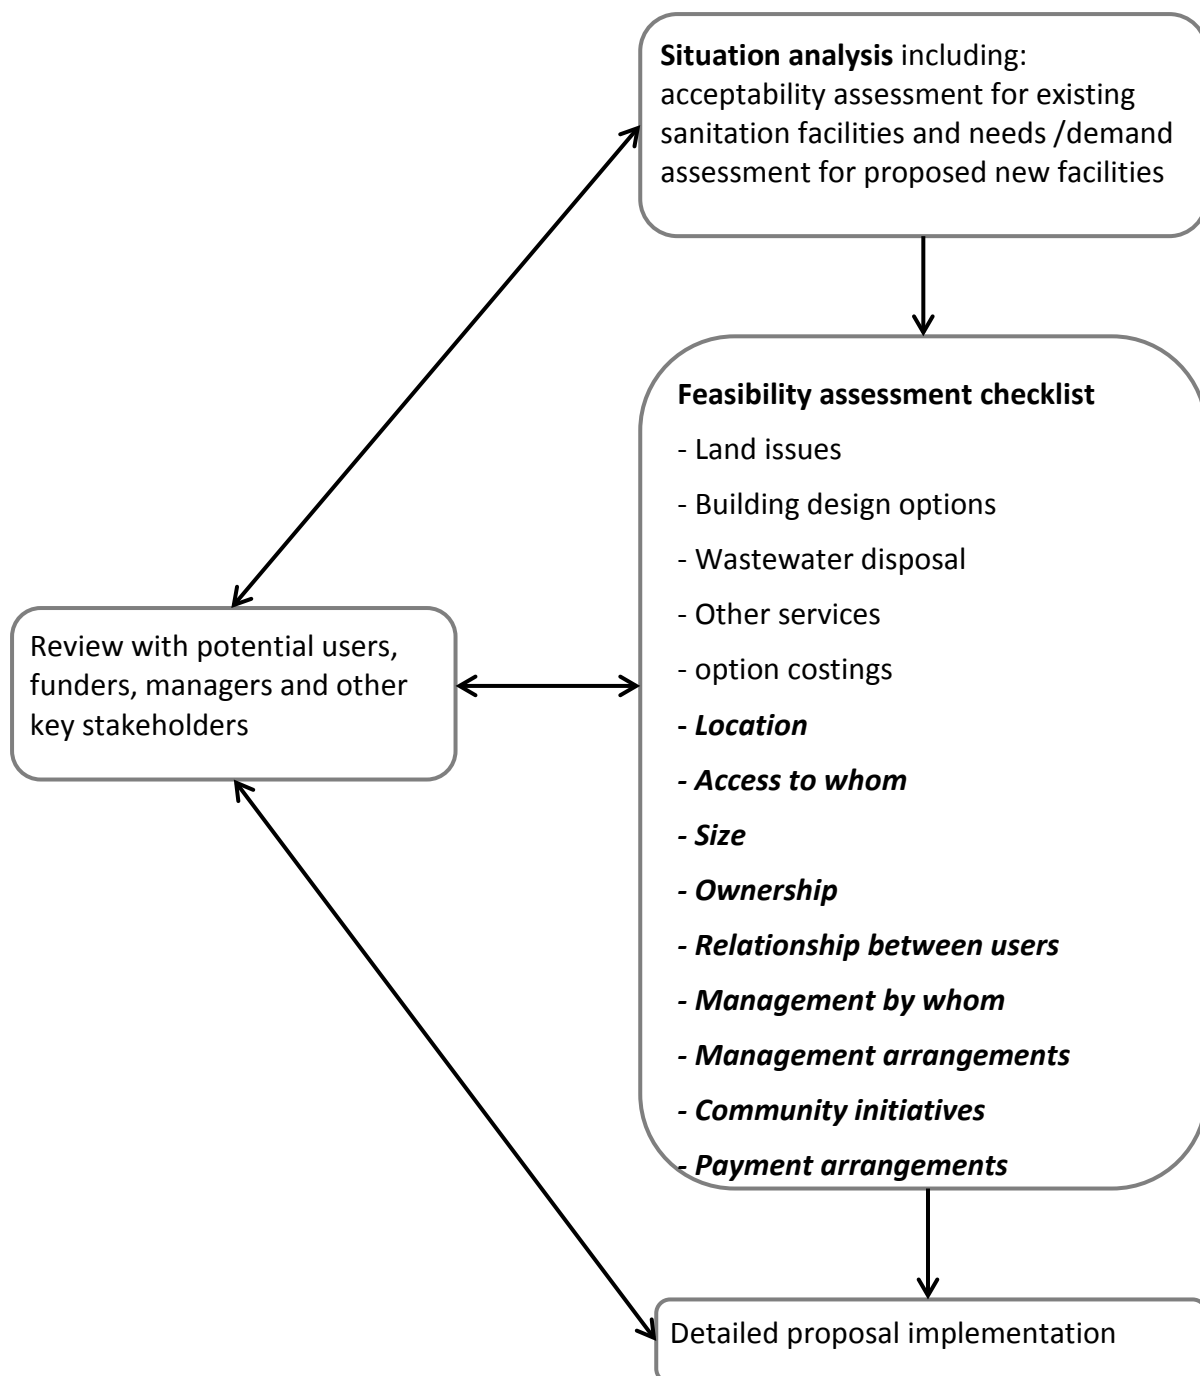 Situation analysis including:
acceptability assessment for existing
sanitation facilities and needs /demand
assessment for proposed new facilities
Feasibility assessment checklist
- Land issues
- Building design options
- Wastewater disposal
- Other services
- option costings
- Location
- Access to whom
- Size
- Ownership
- Relationship between users
- Management by whom
- Management arrangements
- Community initiatives
- Payment arrangements
Review with potential users,
funders, managers and other
key stakeholders
Detailed proposal implementation